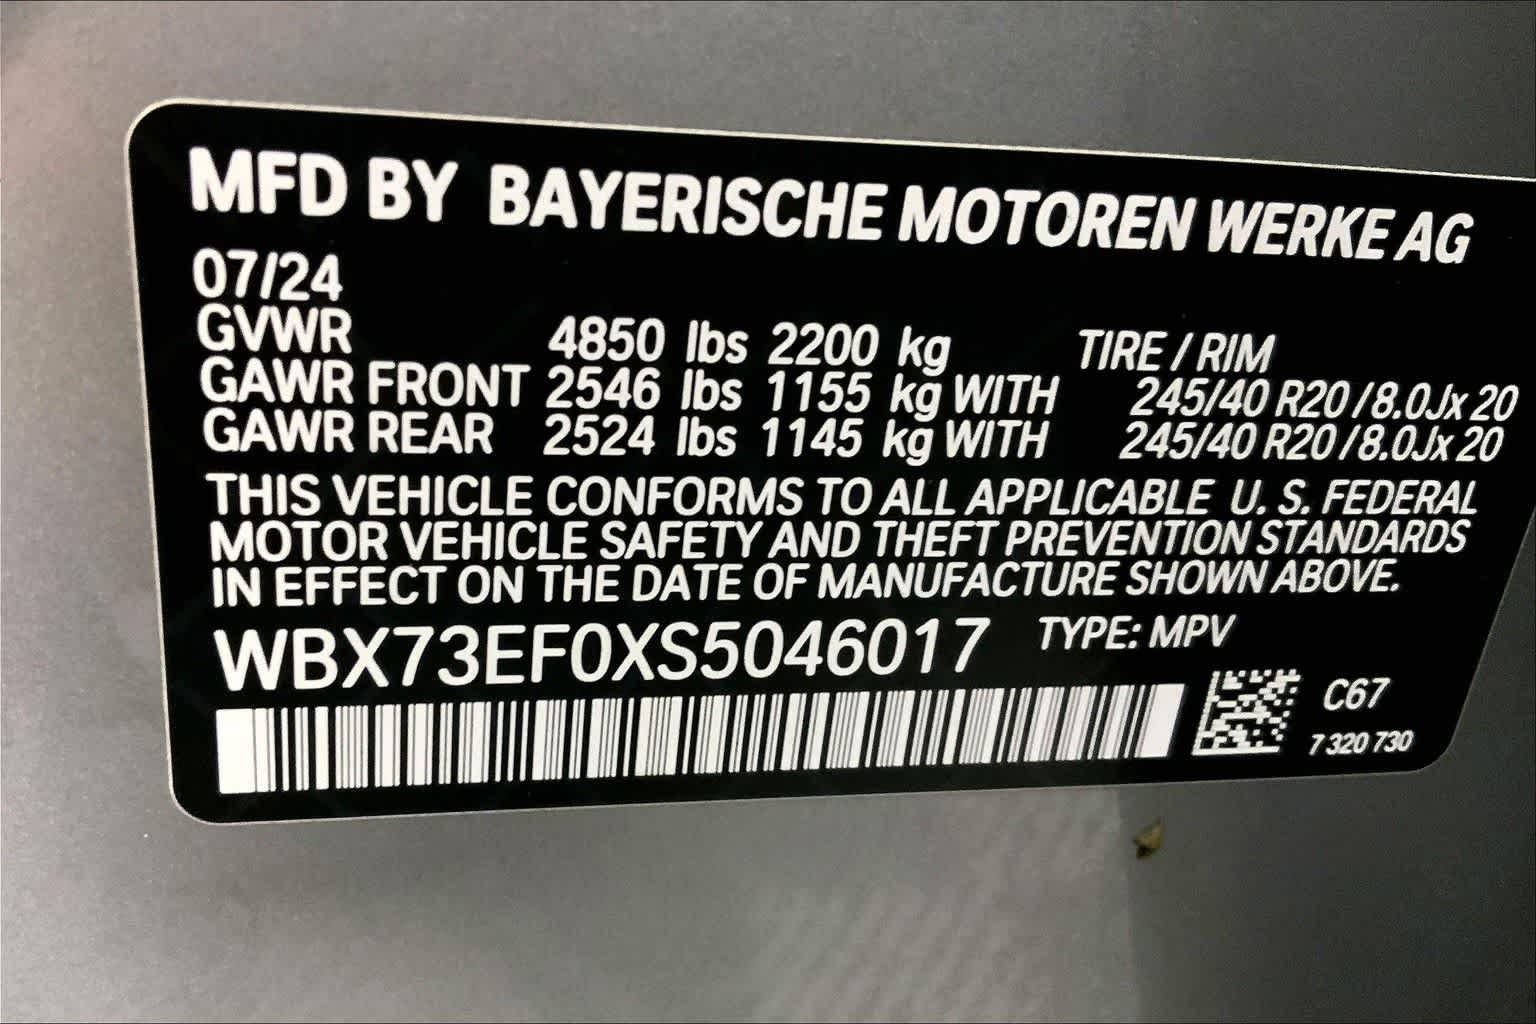 MFD BY BAYERISCHE MOTOREN WERKE AG
07/24
GVWR 4850 lbs 2200 kg TIRE / RIM
GAWR FRONT 2546 lbs 1155 kg WITH 245/40 R20 / 8.0Jx 20
GAWR REAR 2524 lbs 1145 kg WITH 245/40 R20 / 8.0Jx 20
THIS VEHICLE CONFORMS TO ALL APPLICABLE U. S. FEDERAL
MOTOR VEHICLE SAFETY AND THEFT PREVENTION STANDARDS
IN EFFECT ON THE DATE OF MANUFACTURE SHOWN ABOVE.
WBX73EF0XS5046017 TYPE: MPV
C67
7 320 730